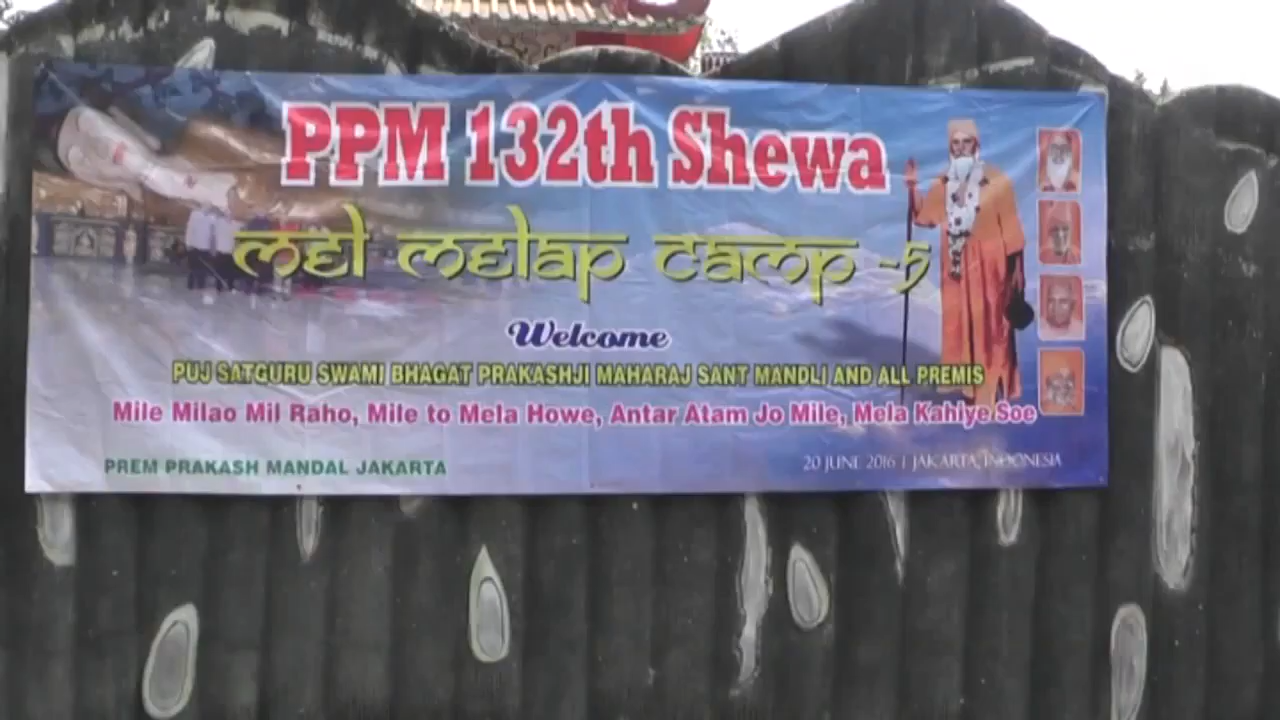 PPM 132th Shewa
mel melap camp -5
Welcome
PUJ SATGURU SWAMI BHAGAT PRAKASHJI MAHARAJ SANT MANDLI AND ALL PREMIS
Mile Milao Mil Raho, Mile to Mela Howe, Antar Atam Jo Mile, Mela Kahiye Soe
PREM PRAKASH MANDAL JAKARTA
20 JUNE 2016 | JAKARTA, INDONESIA